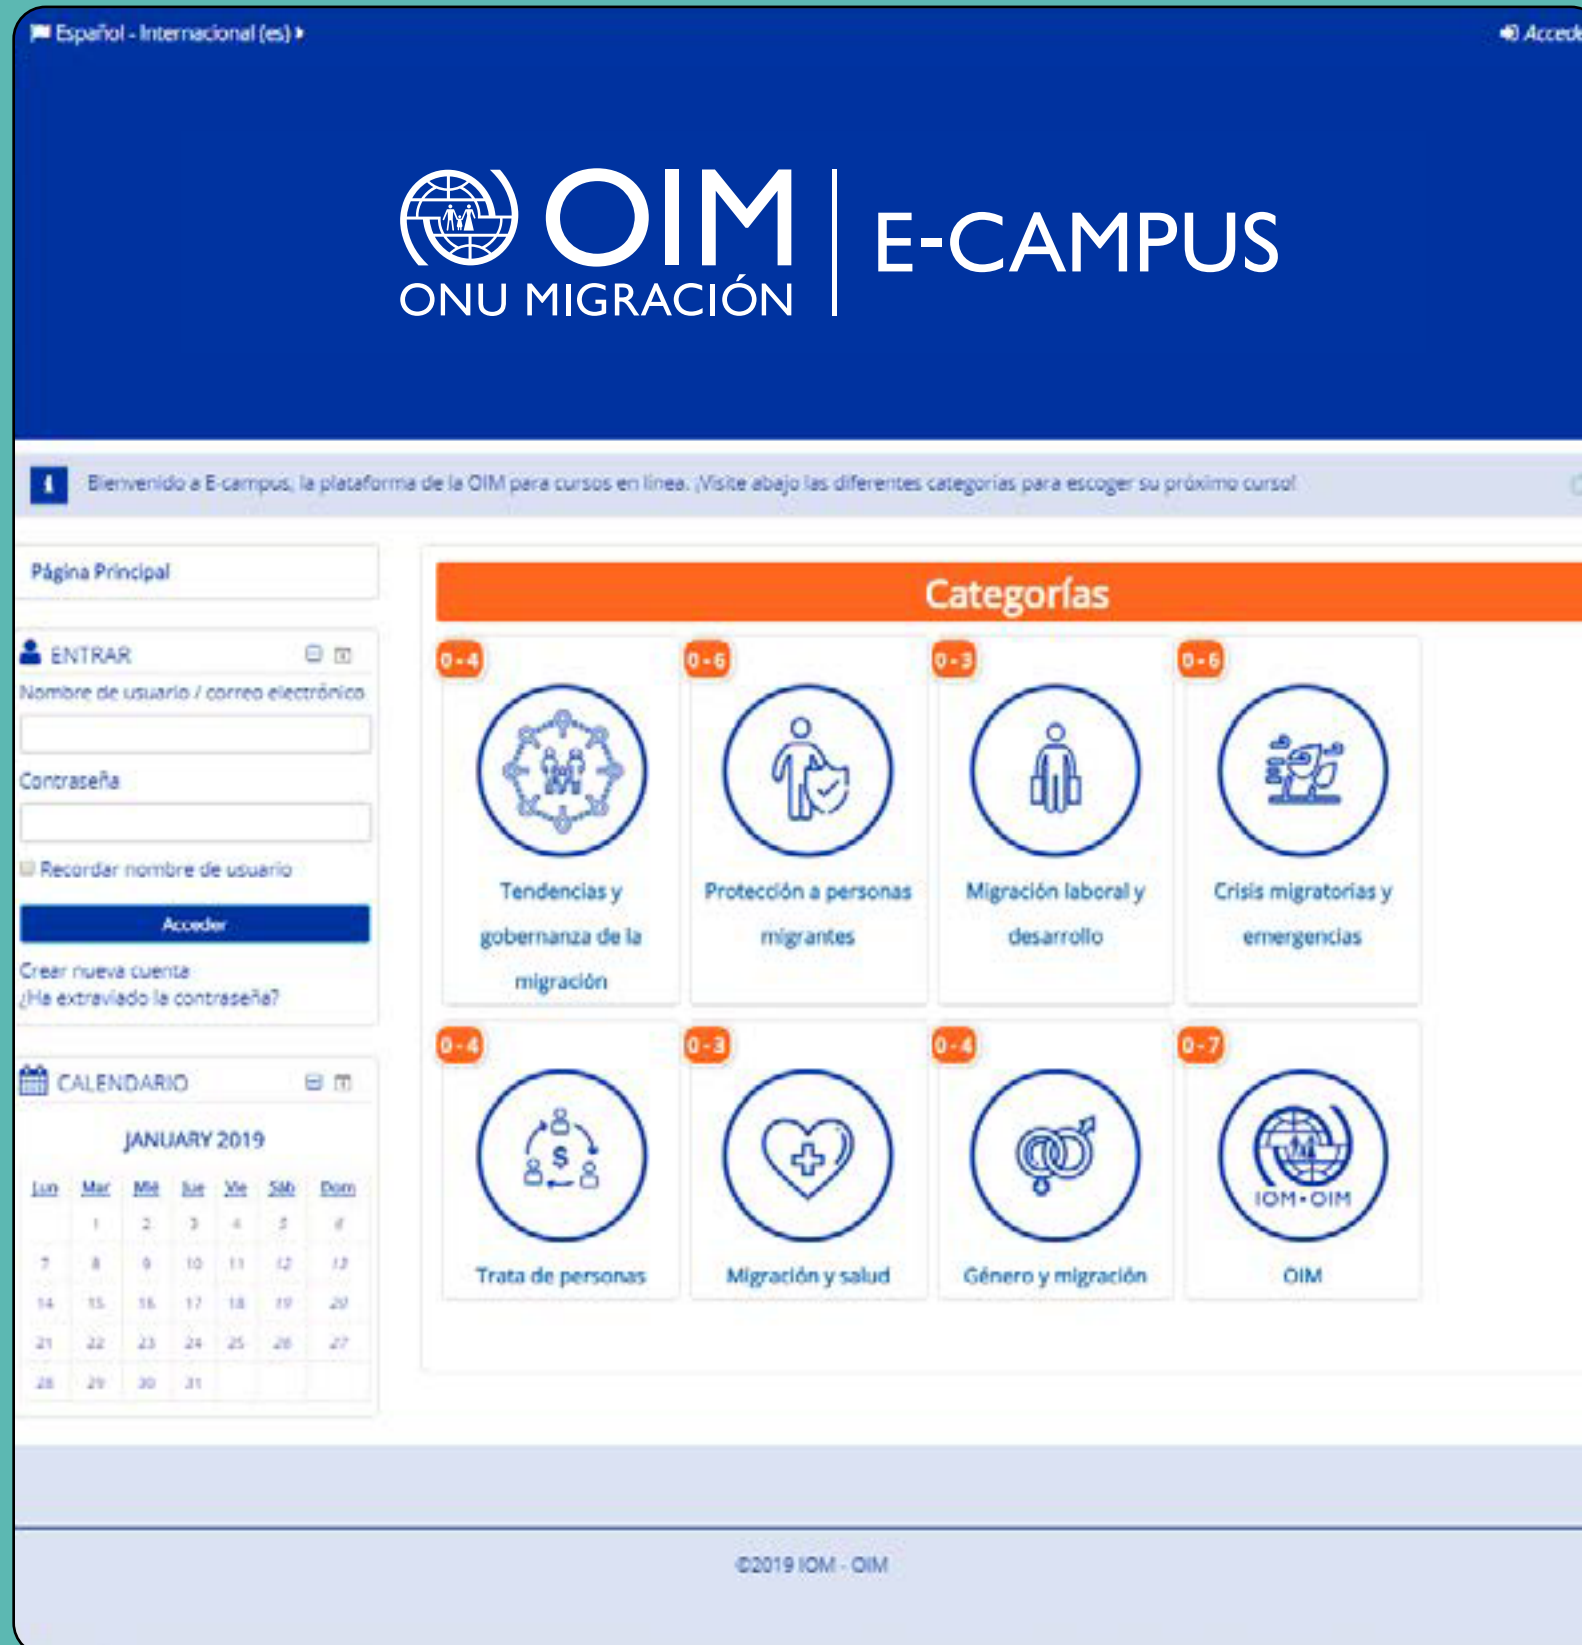 Español - Internacional (es)
Accede
OIM
ONU MIGRACIÓN
E-CAMPUS
Bienvenido a E-campus, la plataforma de la OIM para cursos en línea. ¡Visite abajo las diferentes categorías para escoger su próximo curso!
Página Principal
ENTRAR
Nombre de usuario / correo electrónico
Contraseña
Recordar nombre de usuario
Acceder
Crear nueva cuenta
¿Ha extraviado la contraseña?
CALENDARIO
JANUARY 2019
Lun Mar Mié Jue Vie Sáb Dom
1 2 3 4 5 6
7 8 9 10 11 12 13
14 15 16 17 18 19 20
21 22 23 24 25 26 27
28 29 30 31
Categorías
0 - 4
Tendencias y
gobernanza de la
migración
0 - 6
Protección a personas
migrantes
0 - 3
Migración laboral y
desarrollo
0 - 6
Crisis migratorias y
emergencias
0 - 4
$
Trata de personas
0 - 3
Migración y salud
0 - 4
Género y migración
0 - 7
IOM • OIM
OIM
©2019 IOM - OIM